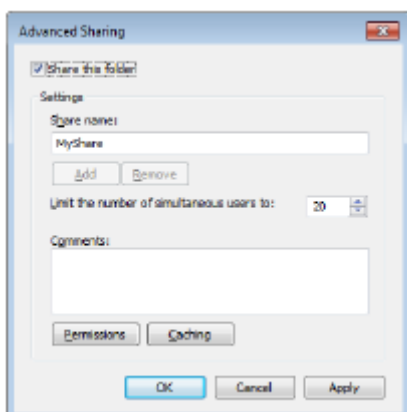 Advanced Sharing
Share this folder
Settings
Share name:
MyShare
Add Remove
Limit the number of simultaneous users to: 20
Comments:
Permissions Caching
OK Cancel Apply